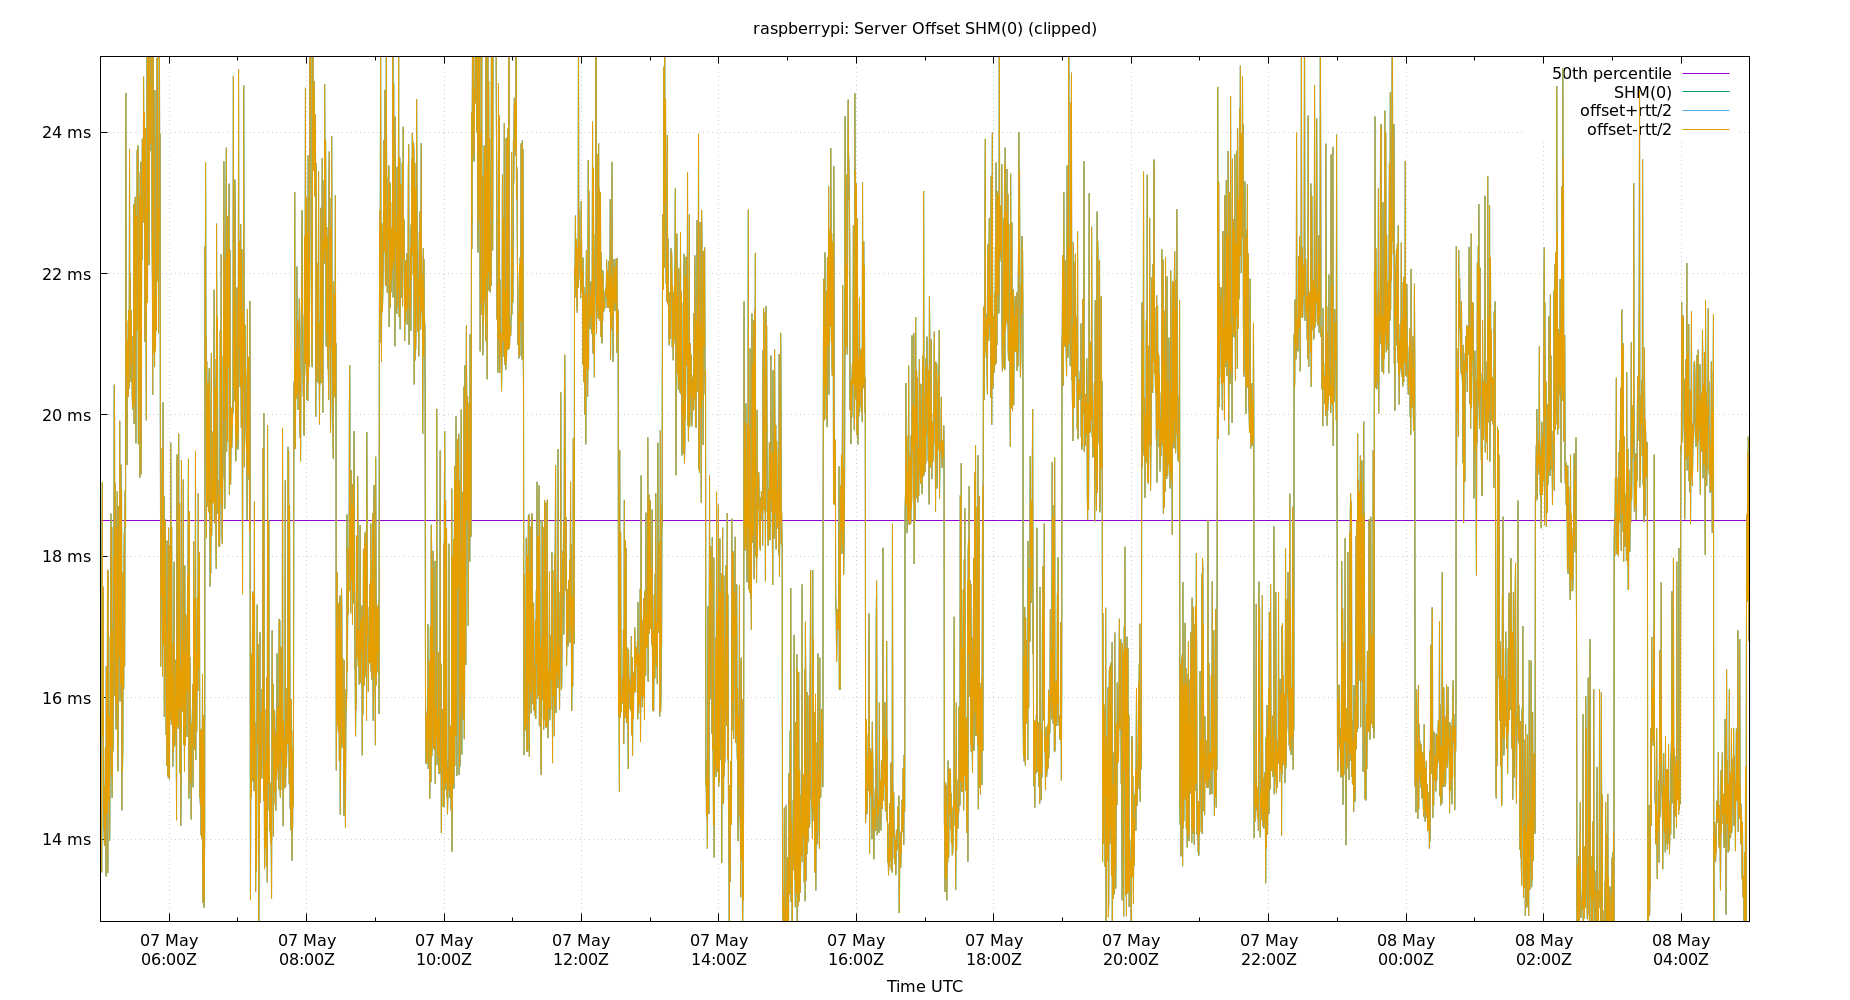 raspberrypi: Server Offset SHM(0) (clipped)
50th percentile
SHM(0)
offset+rtt/2
offset-rtt/2
24 ms
22 ms
20 ms
18 ms
16 ms
14 ms
07 May 07 May 07 May 07 May 07 May 07 May 07 May 07 May 07 May 08 May 08 May 08 May
06:00Z 08:00Z 10:00Z 12:00Z 14:00Z 16:00Z 18:00Z 20:00Z 22:00Z 00:00Z 02:00Z 04:00Z
Time UTC